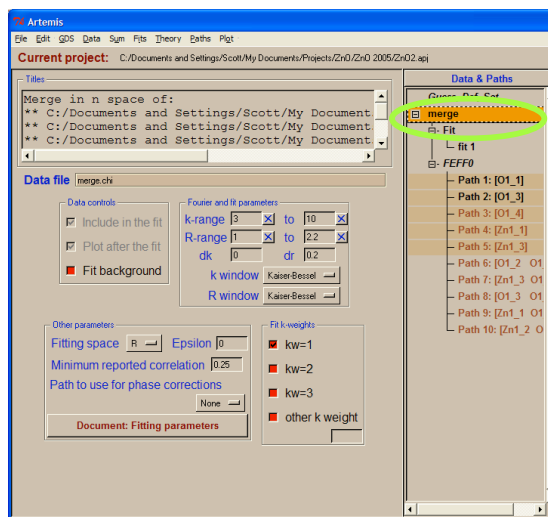 Artemis
File Edit GDS Data Sum Fits Theory Paths Plot
Current project: C:/Documents and Settings/Scott/My Documents/Projects/ZnO/ZnO 2005/ZnO2.apj
Titles
Merge in n space of:
** C:/Documents and Settings/Scott/My Document
** C:/Documents and Settings/Scott/My Document
** C:/Documents and Settings/Scott/My Document
Data file merge.chi
Data controls
Include in the fit
Plot after the fit
Fit background
Fourier and fit parameters
k-range 3 to 10
R-range 1 to 2.2
dk 0 dr 0.2
k window Kaiser-Bessel
R window Kaiser-Bessel
Other parameters
Fitting space R Epsilon 0
Minimum reported correlation 0.25
Path to use for phase corrections
None
Document: Fitting parameters
Fit k-weights
kw=1
kw=2
kw=3
other k weight
Data & Paths
Guess, Def, Set
merge
Fit
fit 1
FEFF0
Path 1: [O1_1]
Path 2: [O1_3]
Path 3: [O1_4]
Path 4: [Zn1_1]
Path 5: [Zn1_3]
Path 6: [O1_2 O1
Path 7: [Zn1_3 O1
Path 8: [O1_3 O1
Path 9: [Zn1_1 O1
Path 10: [Zn1_2 O